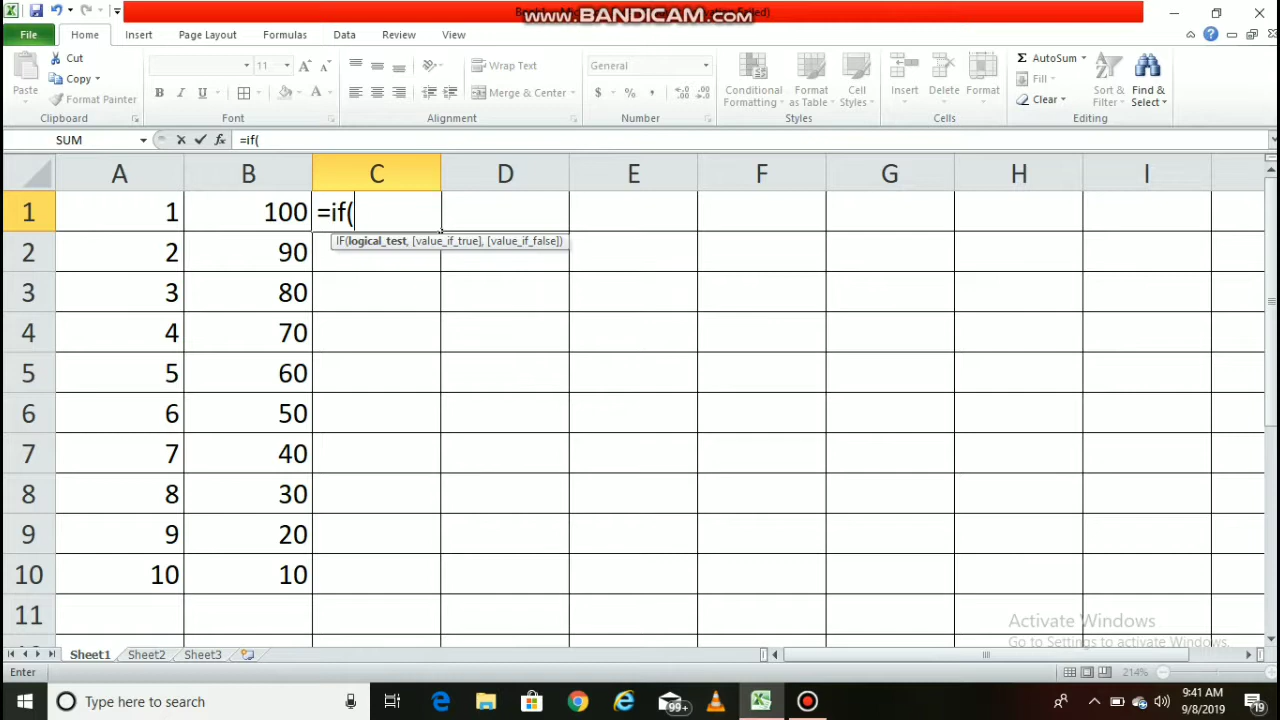 www.BANDICAM.com
File Home Insert Page Layout Formulas Data Review View
Paste
Cut
Copy
Format Painter
Clipboard
11
A A
B I U
A
Font
Wrap Text
Merge & Center
Alignment
General
$ % ,
Number
Conditional Formatting
Format as Table
Cell Styles
Styles
Insert Delete Format
Cells
Σ AutoSum
Fill
Clear
Sort & Filter
Find & Select
Editing
SUM fx =if(
A B C D E F G H I
1 1 100 =if(
IF(logical_test, [value_if_true], [value_if_false])
2 2 90
3 3 80
4 4 70
5 5 60
6 6 50
7 7 40
8 8 30
9 9 20
10 10 10
11
Activate Windows
Go to Settings to activate Windows.
Sheet1 Sheet2 Sheet3
Enter 214%
Type here to search
99+
9:41 AM
9/8/2019
19